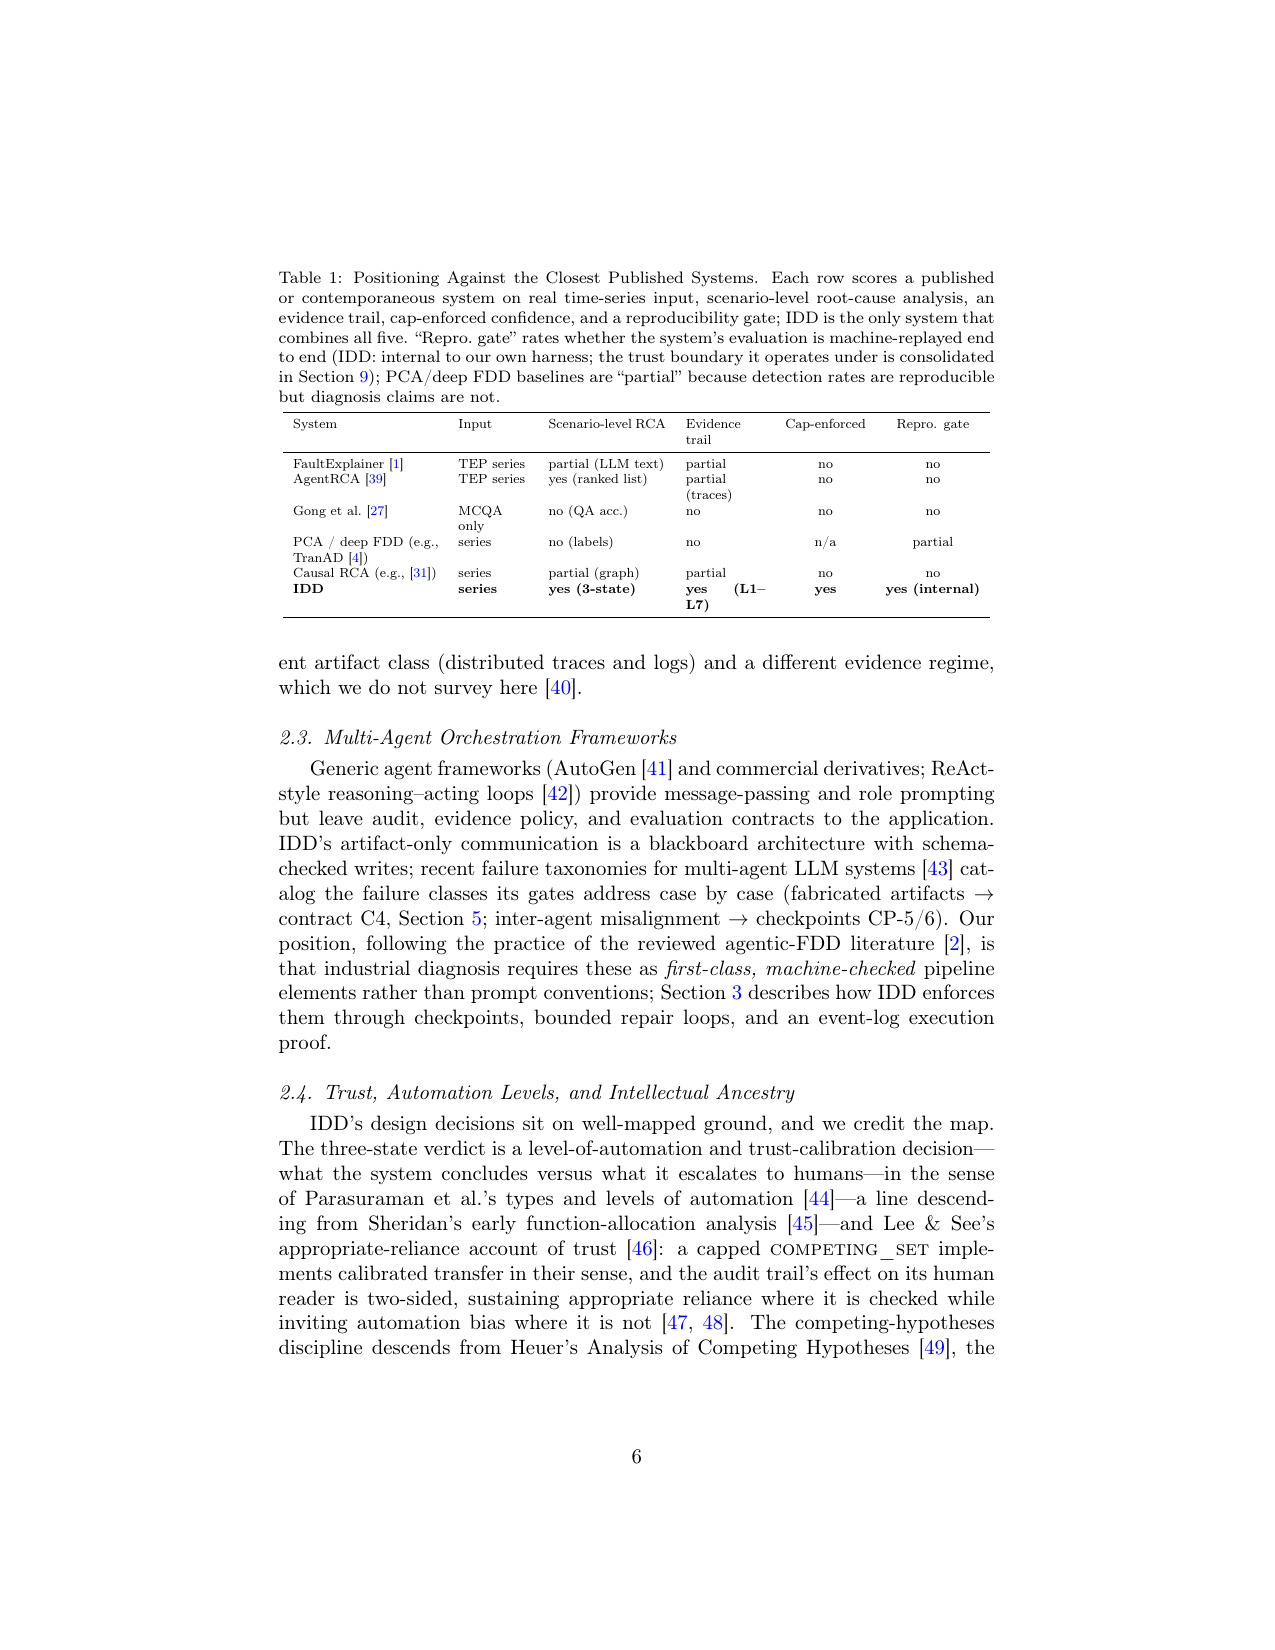 Table 1: Positioning Against the Closest Published Systems. Each row scores a published
or contemporaneous system on real time-series input, scenario-level root-cause analysis, an
evidence trail, cap-enforced confidence, and a reproducibility gate; IDD is the only system that
combines all five. “Repro. gate” rates whether the system’s evaluation is machine-replayed end
to end (IDD: internal to our own harness; the trust boundary it operates under is consolidated
in Section 9); PCA/deep FDD baselines are “partial” because detection rates are reproducible
but diagnosis claims are not.
System Input Scenario-level RCA Evidence Cap-enforced Repro. gate
trail
FaultExplainer [1] TEP series partial (LLM text) partial no no
AgentRCA [39] TEP series yes (ranked list) partial no no
(traces)
Gong et al. [27] MCQA no (QA acc.) no no no
only
PCA / deep FDD (e.g., series no (labels) no n/a partial
TranAD [4])
Causal RCA (e.g., [31]) series partial (graph) partial no no
IDD series yes (3-state) yes (L1– yes yes (internal)
L7)
ent artifact class (distributed traces and logs) and a different evidence regime,
which we do not survey here [40].
2.3. Multi-Agent Orchestration Frameworks
Generic agent frameworks (AutoGen [41] and commercial derivatives; ReAct-
style reasoning–acting loops [42]) provide message-passing and role prompting
but leave audit, evidence policy, and evaluation contracts to the application.
IDD’s artifact-only communication is a blackboard architecture with schema-
checked writes; recent failure taxonomies for multi-agent LLM systems [43] cat-
alog the failure classes its gates address case by case (fabricated artifacts →
contract C4, Section 5; inter-agent misalignment → checkpoints CP-5/6). Our
position, following the practice of the reviewed agentic-FDD literature [2], is
that industrial diagnosis requires these as first-class, machine-checked pipeline
elements rather than prompt conventions; Section 3 describes how IDD enforces
them through checkpoints, bounded repair loops, and an event-log execution
proof.
2.4. Trust, Automation Levels, and Intellectual Ancestry
IDD’s design decisions sit on well-mapped ground, and we credit the map.
The three-state verdict is a level-of-automation and trust-calibration decision—
what the system concludes versus what it escalates to humans—in the sense
of Parasuraman et al.’s types and levels of automation [44]—a line descend-
ing from Sheridan’s early function-allocation analysis [45]—and Lee & See’s
appropriate-reliance account of trust [46]: a capped COMPETING_SET imple-
ments calibrated transfer in their sense, and the audit trail’s effect on its human
reader is two-sided, sustaining appropriate reliance where it is checked while
inviting automation bias where it is not [47, 48]. The competing-hypotheses
discipline descends from Heuer’s Analysis of Competing Hypotheses [49], the
6